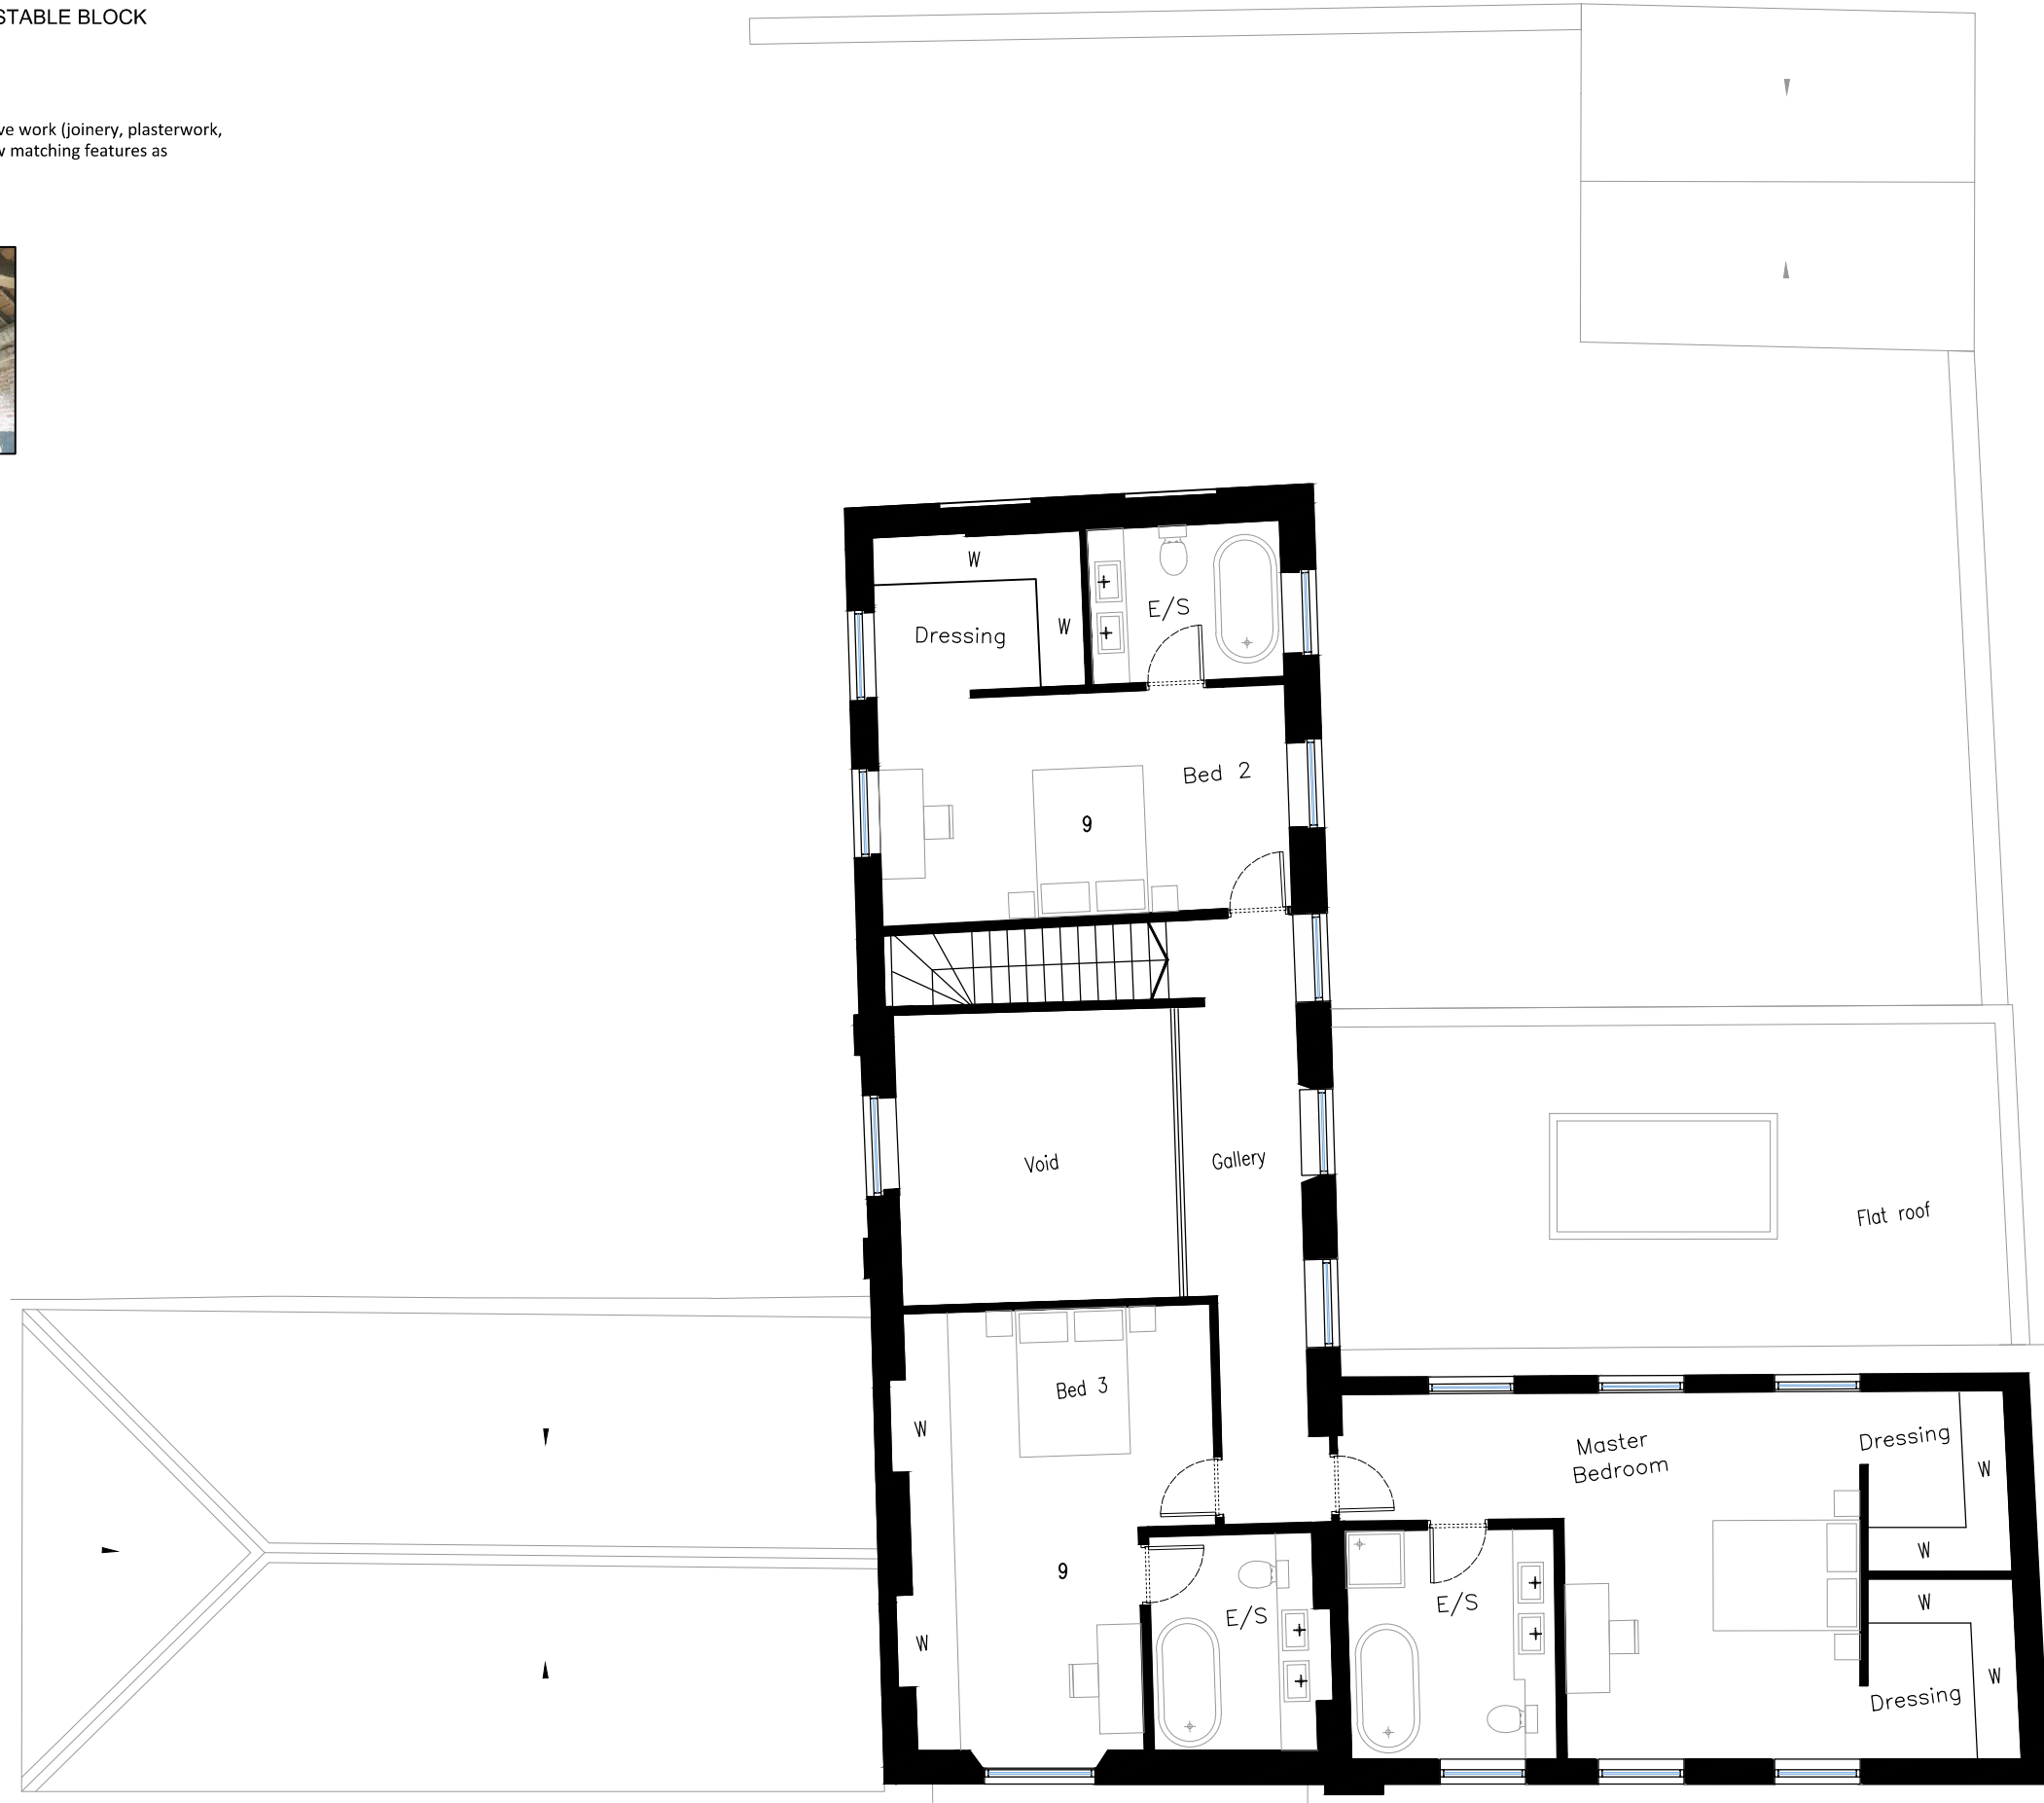 STABLE BLOCK
ve work (joinery, plasterwork,
w matching features as
W
W
E/S
Dressing
Bed 2
9
Void
Gallery
Flat roof
Bed 3
W
Master
Bedroom
Dressing
W
W
9
W
E/S
E/S
W
W
Dressing